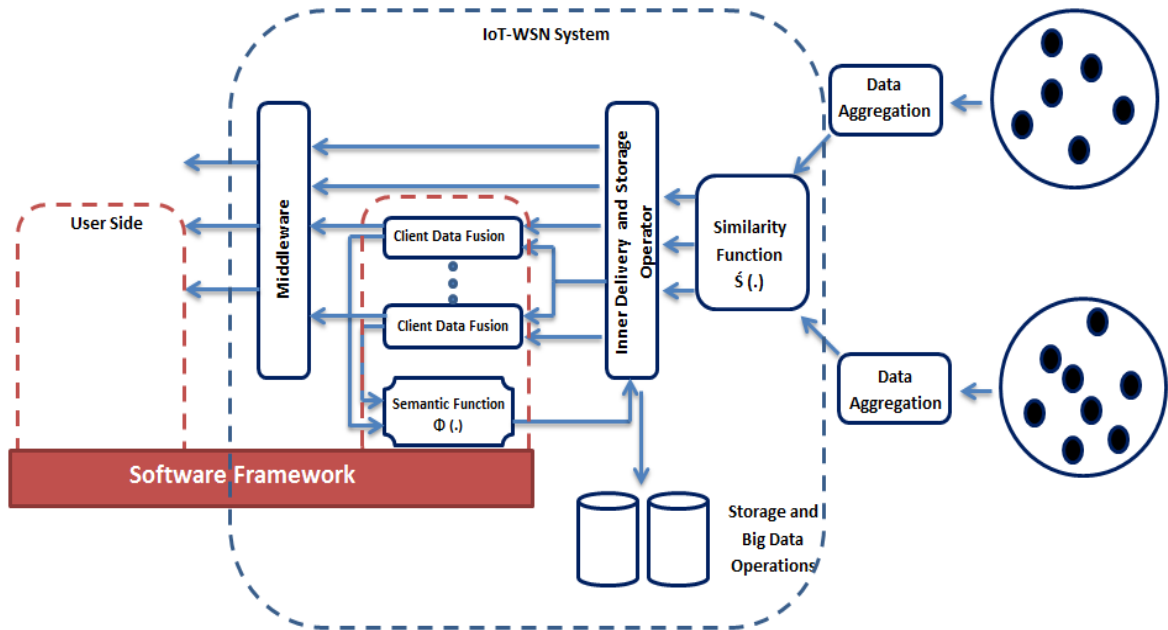 IoT-WSN System
Data
Aggregation
User Side
Middleware
Client Data Fusion
Client Data Fusion
Semantic Function
Φ (.)
Inner Delivery and Storage
Operator
Similarity
Function
Ś (.)
Data
Aggregation
Software Framework
Storage and
Big Data
Operations